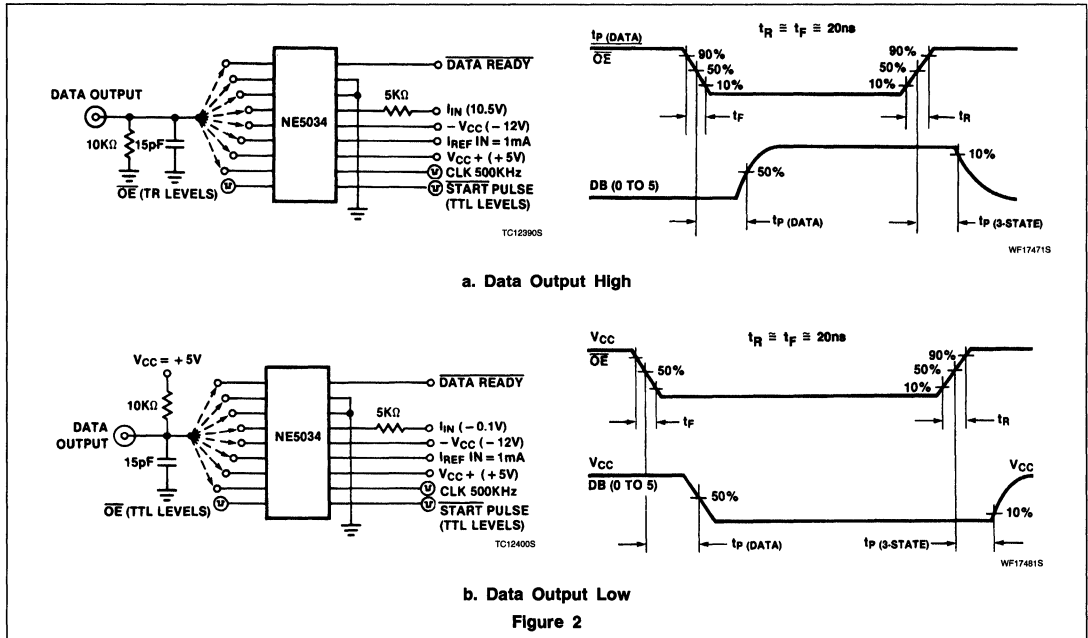 DATA OUTPUT
10KΩ
15pF
OE (TR LEVELS)
NE5034
DATA READY
5KΩ
IIN (10.5V)
- VCC (- 12V)
IREF IN = 1mA
VCC + (+ 5V)
CLK 500KHz
START PULSE
(TTL LEVELS)
TC12390S
tR ≅ tF ≅ 20ns
tP (DATA)
OE
90%
50%
10%
90%
50%
10%
tF
tR
DB (0 TO 5)
50%
10%
tP (DATA)
tP (3-STATE)
WF17471S
a. Data Output High
VCC = + 5V
10KΩ
DATA
OUTPUT
15pF
OE (TTL LEVELS)
NE5034
DATA READY
5KΩ
IIN (- 0.1V)
- VCC (- 12V)
IREF IN = 1mA
VCC + (+5V)
CLK 500KHz
START PULSE
(TTL LEVELS)
TC12400S
tR ≅ tF ≅ 20ns
VCC
OE
50%
90%
50%
10%
tF
tR
VCC
DB (0 TO 5)
50%
VCC
10%
tP (DATA)
tP (3-STATE)
WF17481S
b. Data Output Low
Figure 2